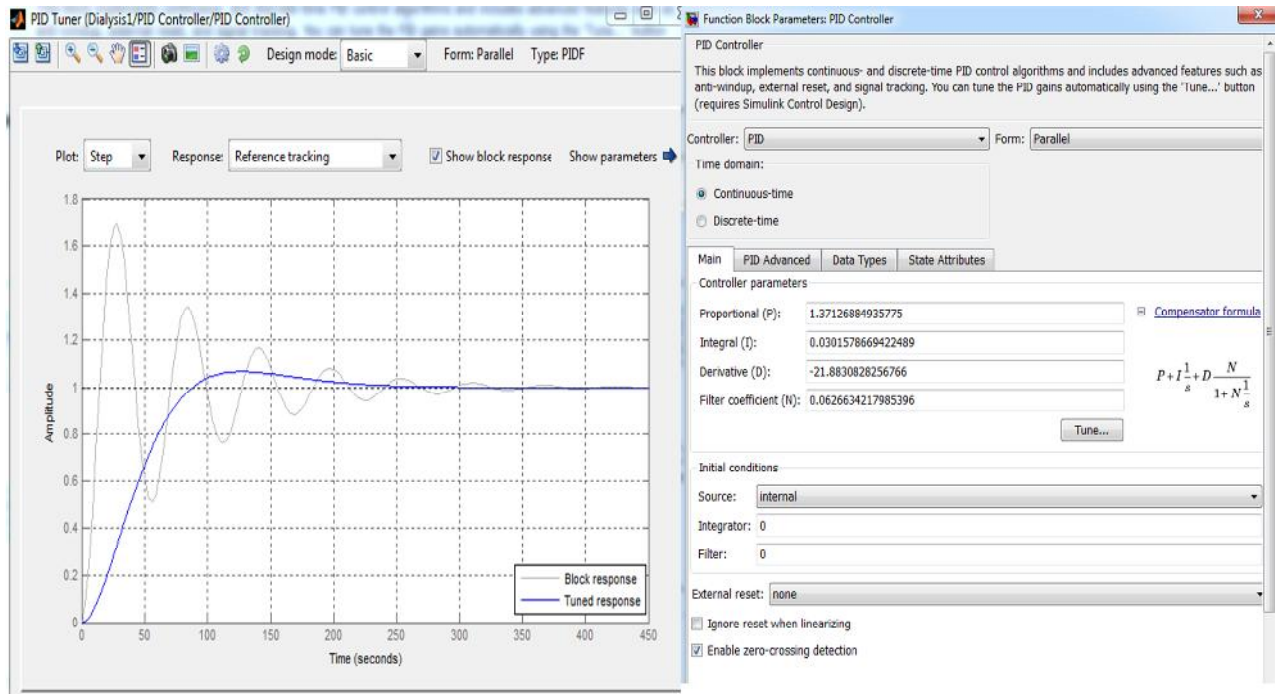 PID Tuner (Dialysis1/PID Controller/PID Controller)
Design mode: Basic Form: Parallel Type: PIDF
Plot: Step Response: Reference tracking Show block response Show parameters
1.8
1.6
1.4
1.2
1
0.8
0.6
0.4
0.2
0
Amplitude
0 50 100 150 200 250 300 350 400 450
Time (seconds)
Block response
Tuned response
Function Block Parameters: PID Controller
PID Controller
This block implements continuous- and discrete-time PID control algorithms and includes advanced features such as
anti-windup, external reset, and signal tracking. You can tune the PID gains automatically using the 'Tune...' button
(requires Simulink Control Design).
Controller: PID Form: Parallel
Time domain:
Continuous-time
Discrete-time
Main PID Advanced Data Types State Attributes
Controller parameters
Proportional (P): 1.37126884935775 Compensator formula
Integral (I): 0.0301578669422489
Derivative (D): -21.8830828256766
P+I 1/s +D N/(1+N 1/s)
Filter coefficient (N): 0.0626634217985396
Tune...
Initial conditions
Source: internal
Integrator: 0
Filter: 0
External reset: none
Ignore reset when linearizing
Enable zero-crossing detection